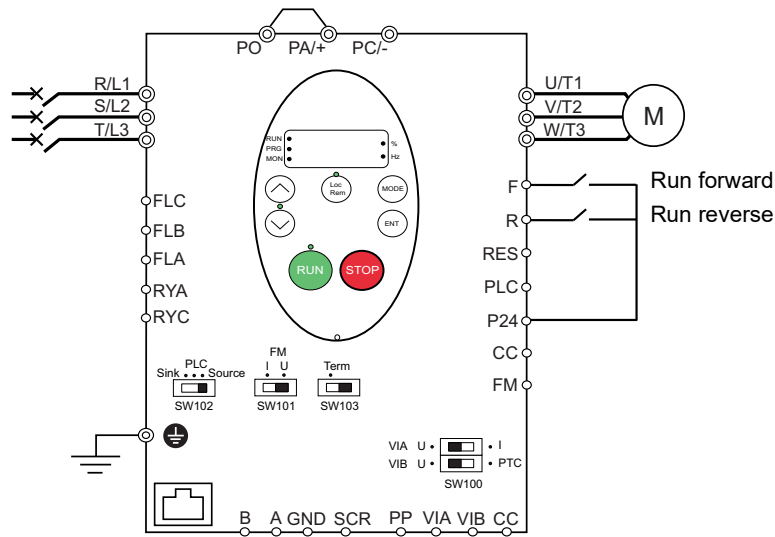 PO PA/+ PC/-
R/L1
S/L2
T/L3
U/T1
V/T2
W/T3
M
RUN
PRG
MON
%
Hz
Loc
Rem
MODE
ENT
RUN
STOP
FLC
FLB
FLA
RYA
RYC
F
Run forward
R
Run reverse
RES
PLC
P24
CC
FM
PLC
Sink Source
SW102
FM
I U
SW101
Term
SW103
VIA U I
VIB U PTC
SW100
B A GND SCR PP VIA VIB CC